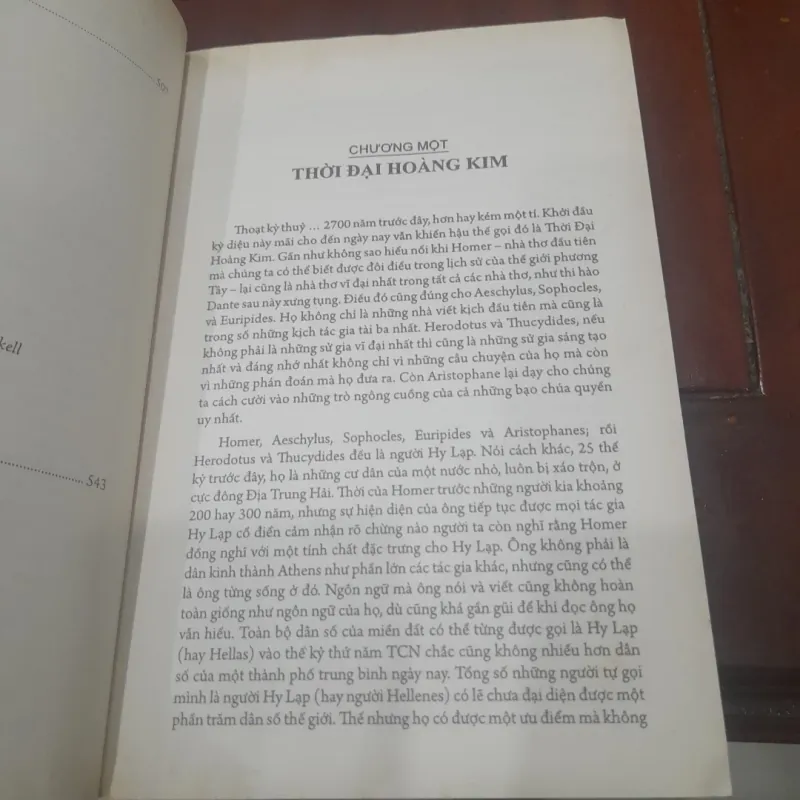 501
kell
543
CHƯƠNG MỘT
THỜI ĐẠI HOÀNG KIM
Thoạt kỳ thuỷ … 2700 năm trước đây, hơn hay kém một tí. Khởi đầu
kỳ diệu này mãi cho đến ngày nay vẫn khiến hậu thế gọi đó là Thời Đại
Hoàng Kim. Gần như không sao hiểu nổi khi Homer – nhà thơ đầu tiên
mà chúng ta có thể biết được đôi điều trong lịch sử của thế giới phương
Tây – lại cũng là nhà thơ vĩ đại nhất trong tất cả các nhà thơ, như thi hào
Dante sau này xưng tụng. Điều đó cũng đúng cho Aeschylus, Sophocles,
và Euripides. Họ không chỉ là những nhà viết kịch đầu tiên mà cũng là
trong số những kịch tác gia tài ba nhất. Herodotus và Thucydides, nếu
không phải là những sử gia vĩ đại nhất thì cũng là những sử gia sáng tạo
nhất và đáng nhớ nhất không chỉ vì những câu chuyện của họ mà còn
vì những phán đoán mà họ đưa ra. Còn Aristophane lại dạy cho chúng
ta cách cười vào những trò ngông cuồng của cả những bạo chúa quyền
uy nhất.
Homer, Aeschylus, Sophocles, Euripides và Aristophanes; rồi
Herodotus và Thucydides đều là người Hy Lạp. Nói cách khác, 25 thế
kỷ trước đây, họ là những cư dân của một nước nhỏ, luôn bị xáo trộn, ở
cực đông Địa Trung Hải. Thời của Homer trước những người kia khoảng
200 hay 300 năm, nhưng sự hiện diện của ông tiếp tục được mọi tác gia
Hy Lạp cổ điển cảm nhận rõ chừng nào người ta còn nghĩ rằng Homer
đồng nghĩ với một tính chất đặc trưng cho Hy Lạp. Ông không phải là
dân kinh thành Athens như phần lớn các tác gia khác, nhưng cũng có thể
là ông từng sống ở đó. Ngôn ngữ mà ông nói và viết cũng không hoàn
toàn giống như ngôn ngữ của họ, dù cũng khá gần gũi để khi đọc ông họ
vẫn hiểu. Toàn bộ dân số của miền đất có thể từng được gọi là Hy Lạp
(hay Hellas) vào thế kỷ thứ năm TCN chắc cũng không nhiều hơn dân
số của một thành phố trung bình ngày nay. Tổng số những người tự gọi
mình là người Hy Lạp (hay người Hellenes) có lẽ chưa đại diện được một
phần trăm dân số thế giới. Thế nhưng họ có được một ưu điểm mà không